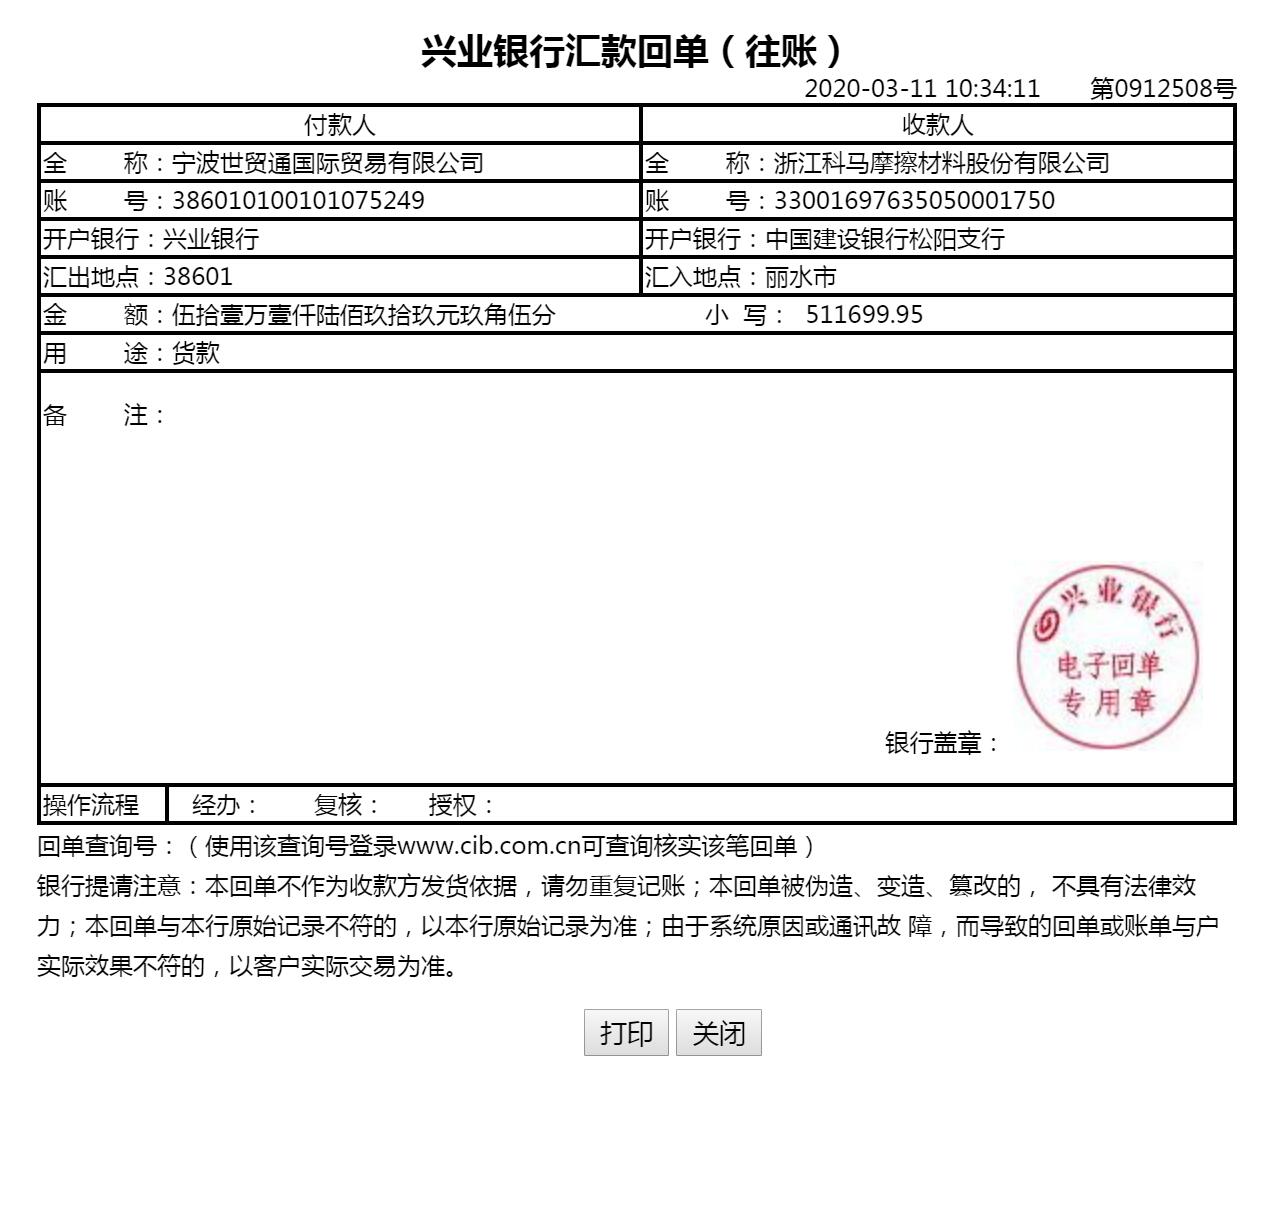 兴业银行汇款回单（往账）
2020-03-11 10:34:11 第0912508号
付款人 收款人
全 称：宁波世贸通国际贸易有限公司 全 称：浙江科马摩擦材料股份有限公司
账 号：386010100101075249 账 号：33001697635050001750
开户银行：兴业银行 开户银行：中国建设银行松阳支行
汇出地点：38601 汇入地点：丽水市
金 额：伍拾壹万壹仟陆佰玖拾玖元玖角伍分 小 写： 511699.95
用 途：货款
备 注：
兴业银行
电子回单
专用章
银行盖章：
操作流程 经办： 复核： 授权：
回单查询号：（使用该查询号登录www.cib.com.cn可查询核实该笔回单）
银行提请注意：本回单不作为收款方发货依据，请勿重复记账；本回单被伪造、变造、篡改的， 不具有法律效
力；本回单与本行原始记录不符的，以本行原始记录为准；由于系统原因或通讯故 障，而导致的回单或账单与户
实际效果不符的，以客户实际交易为准。
打印 关闭